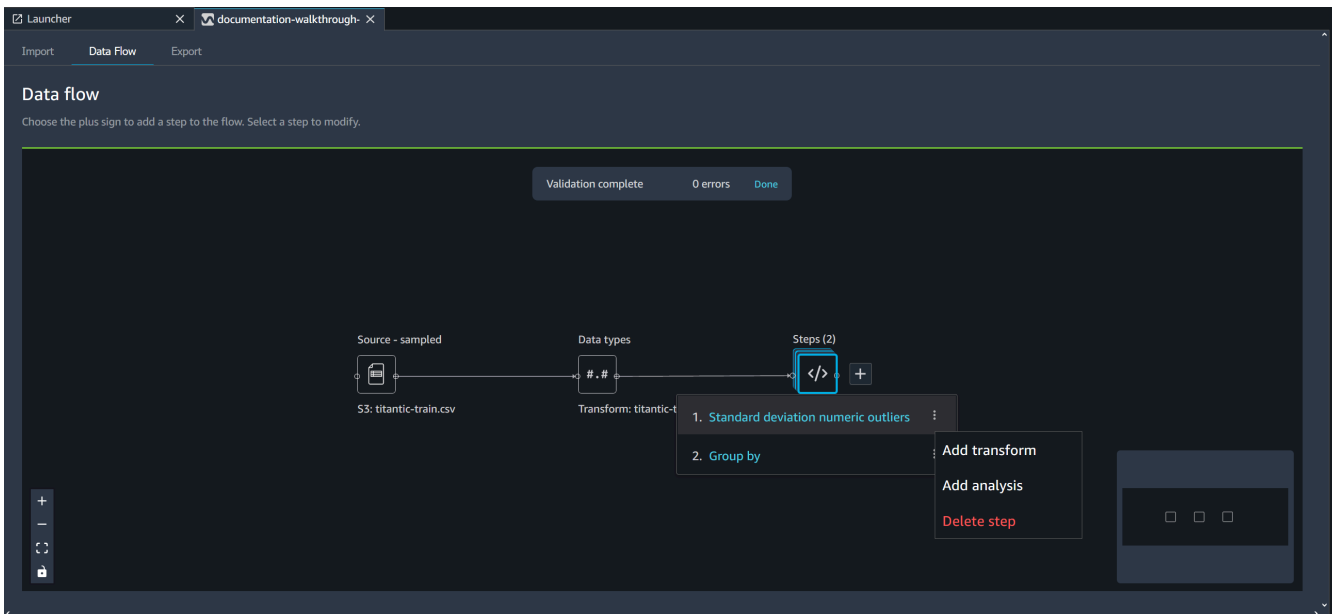 Launcher
documentation-walkthrough-
Import Data Flow Export
Data flow
Choose the plus sign to add a step to the flow. Select a step to modify.
Validation complete 0 errors Done
Source - sampled Data types Steps (2)
#.# </> +
S3: titantic-train.csv Transform: titantic-t
1. Standard deviation numeric outliers
2. Group by
Add transform
Add analysis
Delete step